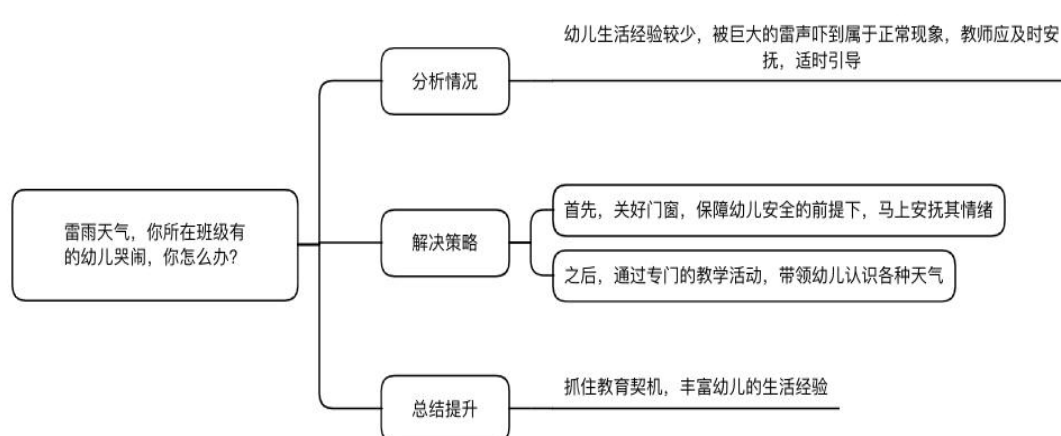 雷雨天气，你所在班级有
的幼儿哭闹，你怎么办?
分析情况
幼儿生活经验较少，被巨大的雷声吓到属于正常现象，教师应及时安
抚，适时引导
解决策略
首先，关好门窗，保障幼儿安全的前提下，马上安抚其情绪
之后，通过专门的教学活动，带领幼儿认识各种天气
总结提升
抓住教育契机，丰富幼儿的生活经验